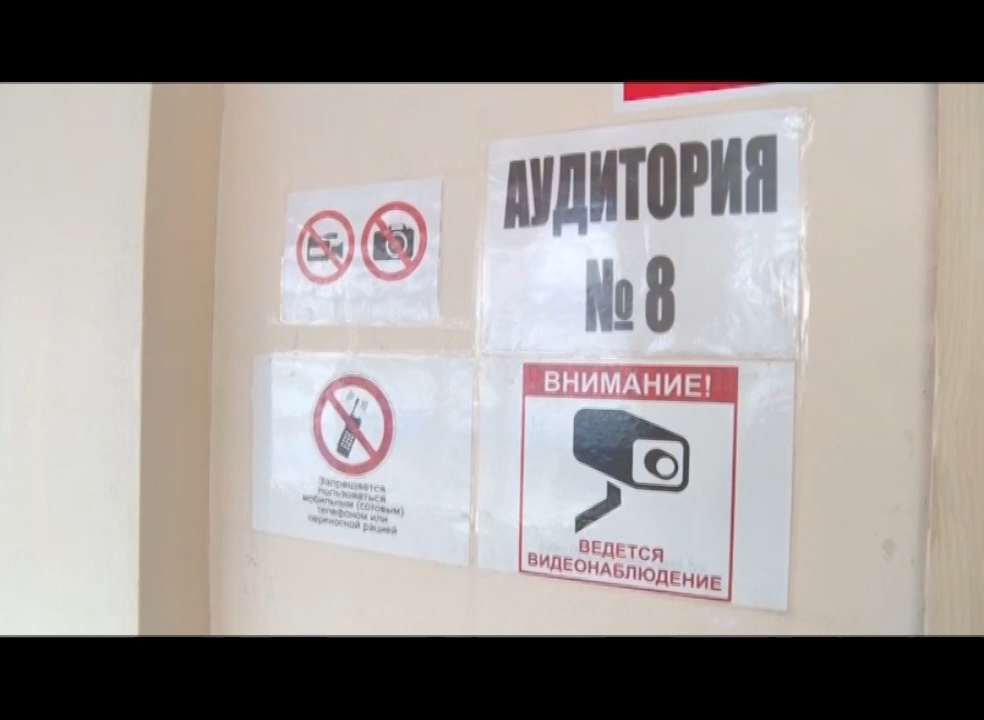 АУДИТОРИЯ
№ 8
Запрещается
пользоваться
мобильным (сотовым)
телефоном или
переносной рацией
ВНИМАНИЕ!
ВЕДЕТСЯ
ВИДЕОНАБЛЮДЕНИЕ